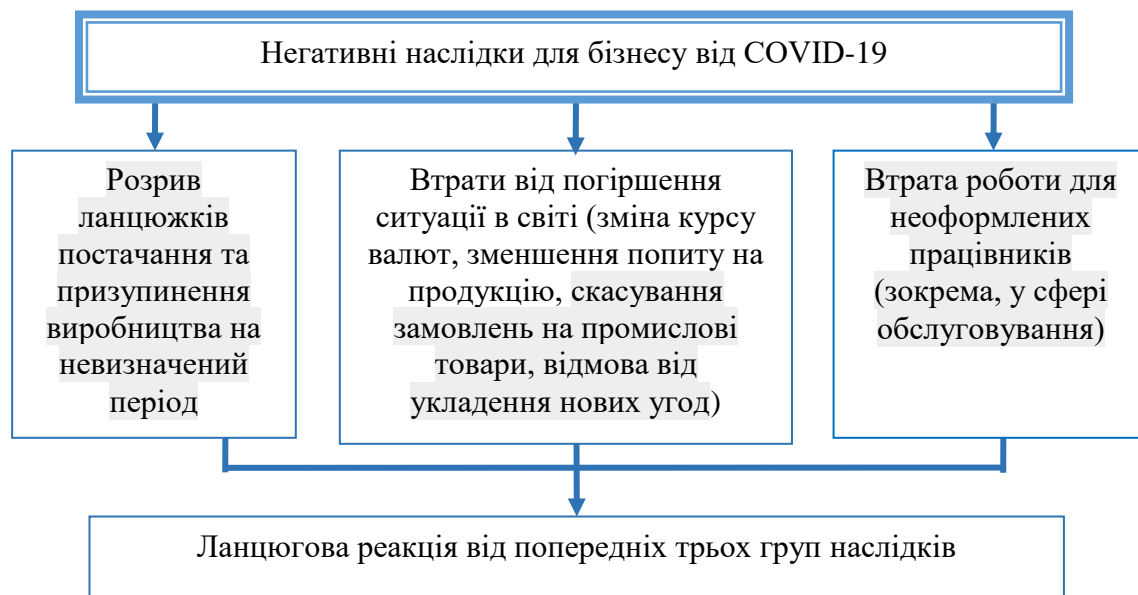 Негативні наслідки для бізнесу від COVID-19
Розрив
ланцюжків
постачання та
призупинення
виробництва на
невизначений
період
Втрати від погіршення
ситуації в світі (зміна курсу
валют, зменшення попиту на
продукцію, скасування
замовлень на промислові
товари, відмова від
укладення нових угод)
Втрата роботи для
неоформлених
працівників
(зокрема, у сфері
обслуговування)
Ланцюгова реакція від попередніх трьох груп наслідків